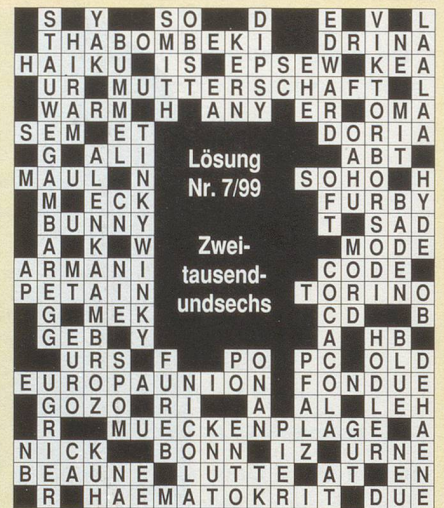 S Y SO D E V L
THABOMBEKI DRINA
HAIKU IS EPSEW KEA
UR MUTTERSCHAFT L
WARM H ANY ER OMA
SEM ET DORIA
G ALI ABT
MAUL N SOHO H
M ECK FURBY
BUNNY T SAD
A K W MODE
ARMANI CODE
PETAIN TORINO
G MEK CD B
GEB Y A HB
URS F PO PC OLD
EUROPAUNION FONDUE
GOZO RI A AL LEH
R MUECKENPLAGE A
NICK BONN IZ URNE
BEAUNE LUTTE AT EN
R HAEMATOKRIT DUE
Lösung
Nr. 7/99
Zwei-
tausend-
undsechs